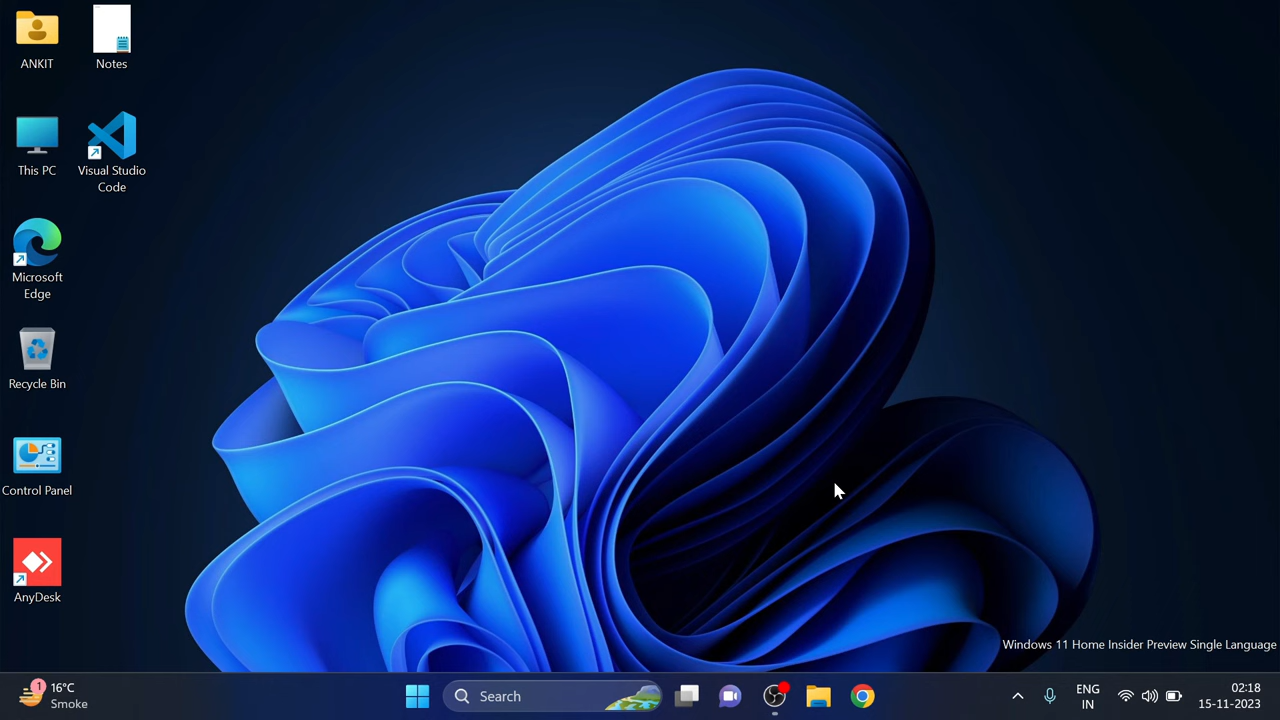 ANKIT
Notes
This PC
Visual Studio
Code
Microsoft
Edge
Recycle Bin
Control Panel
AnyDesk
Windows 11 Home Insider Preview Single Language
1
16°C
Smoke
Search
ENG
IN
02:18
15-11-2023